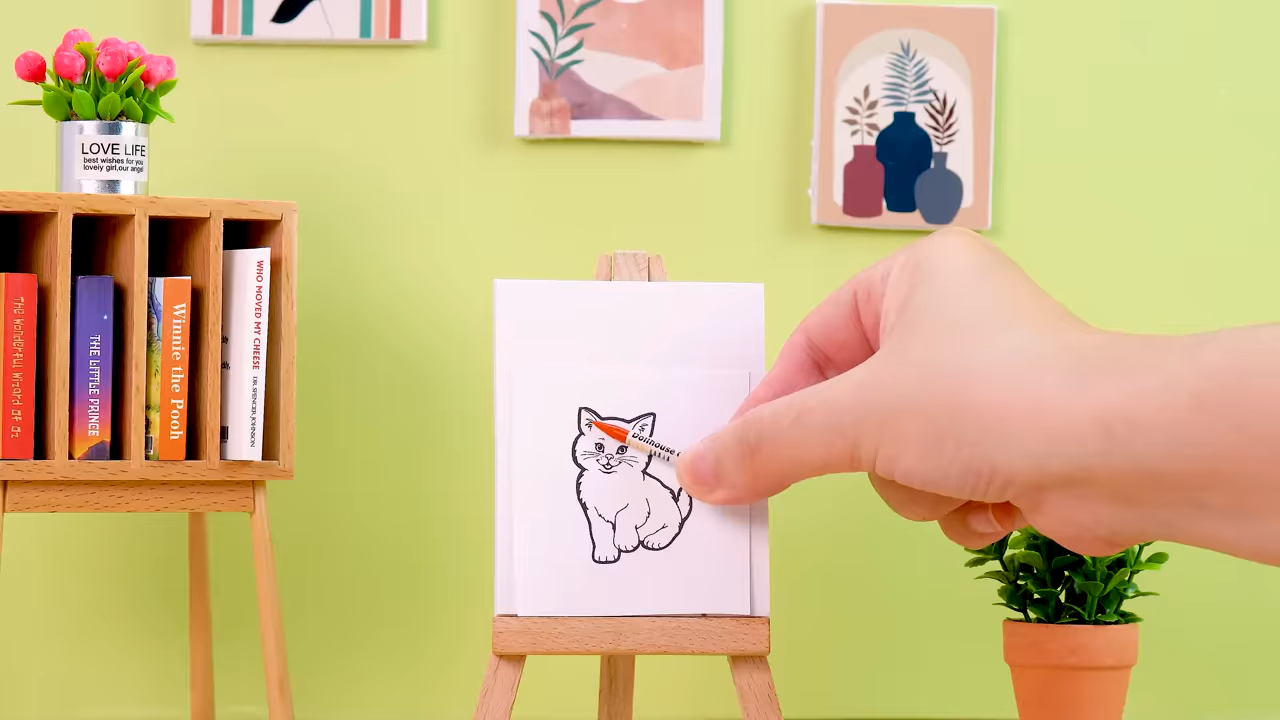 LOVE LIFE
best wishes for you
lovely girl,our angel
The Wonderful Wizard of Oz
THE LITTLE PRINCE
Winnie the Pooh
WHO MOVED MY CHEESE
DR. SPENCER JOHNSON
Dollhouse